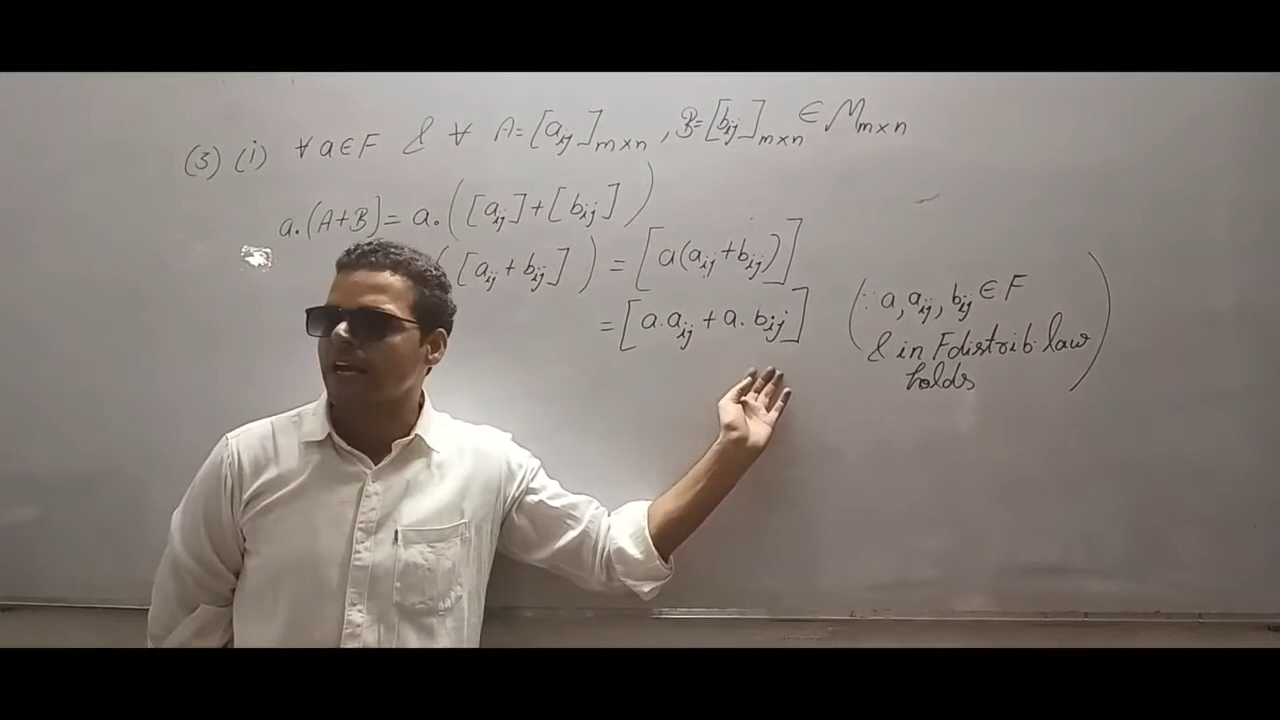 (3) (i) ∀ a∈F & ∀ A=[aij]m×n , B=[bij]m×n ∈ Mm×n
a.(A+B) = a.([aij]+[bij])
([aij + bij]) = [a(aij+bij)]
= [a.aij + a.bij]
(∵ a, aij, bij ∈ F
& in F distrib. law
holds)